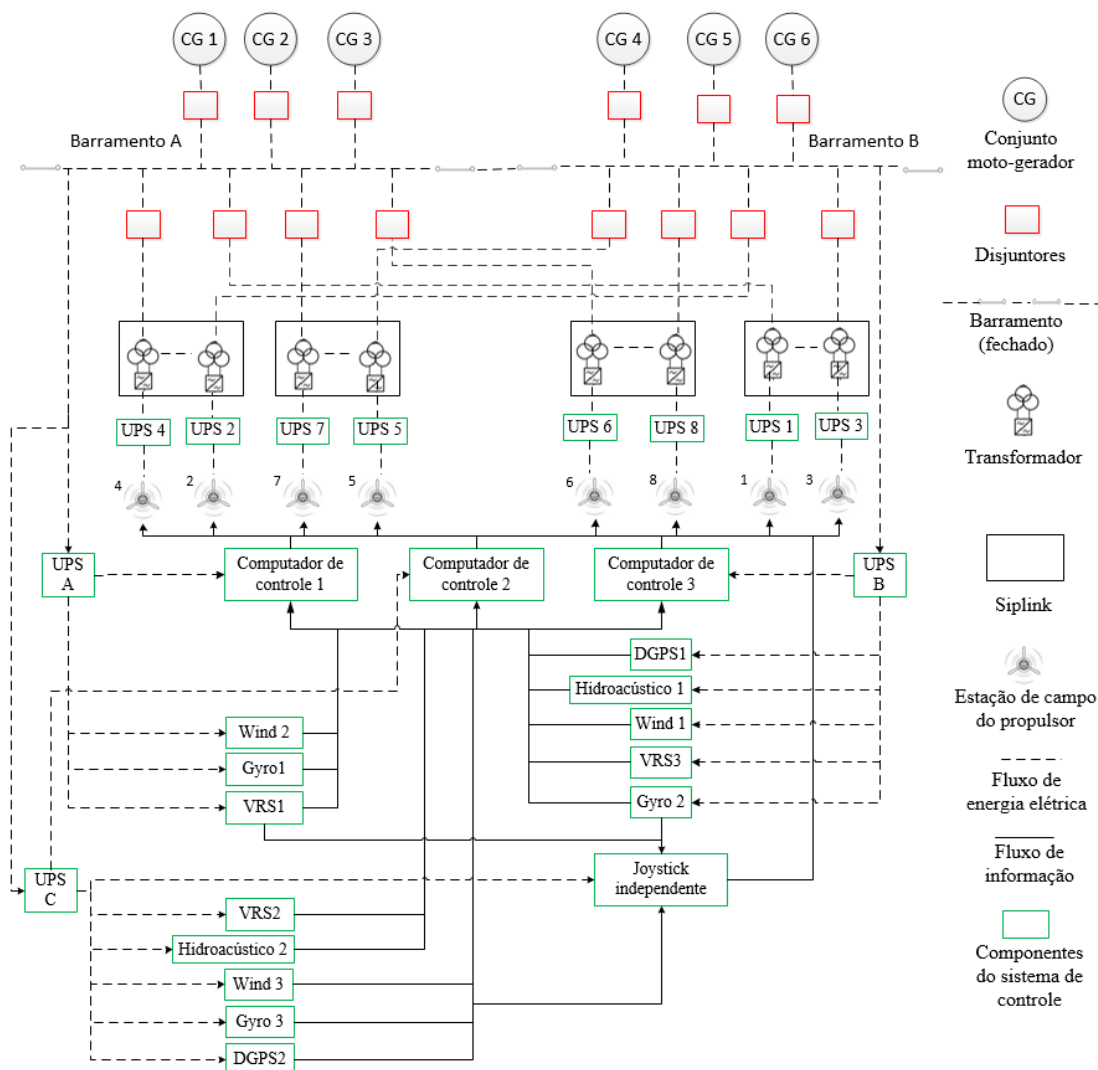 CG 1
CG 2
CG 3
CG 4
CG 5
CG 6
Barramento A
Barramento B
UPS 4
UPS 2
UPS 7
UPS 5
UPS 6
UPS 8
UPS 1
UPS 3
4
2
7
5
6
8
1
3
UPS
A
Computador de
controle 1
Computador de
controle 2
Computador de
controle 3
UPS
B
DGPS1
Hidroacústico 1
Wind 1
VRS3
Gyro 2
Wind 2
Gyro1
VRS1
UPS
C
Joystick
independente
VRS2
Hidroacústico 2
Wind 3
Gyro 3
DGPS2
CG
Conjunto
moto-gerador
Disjuntores
Barramento
(fechado)
Transformador
Siplink
Estação de campo
do propulsor
Fluxo de
energia elétrica
Fluxo de
informação
Componentes
do sistema de
controle